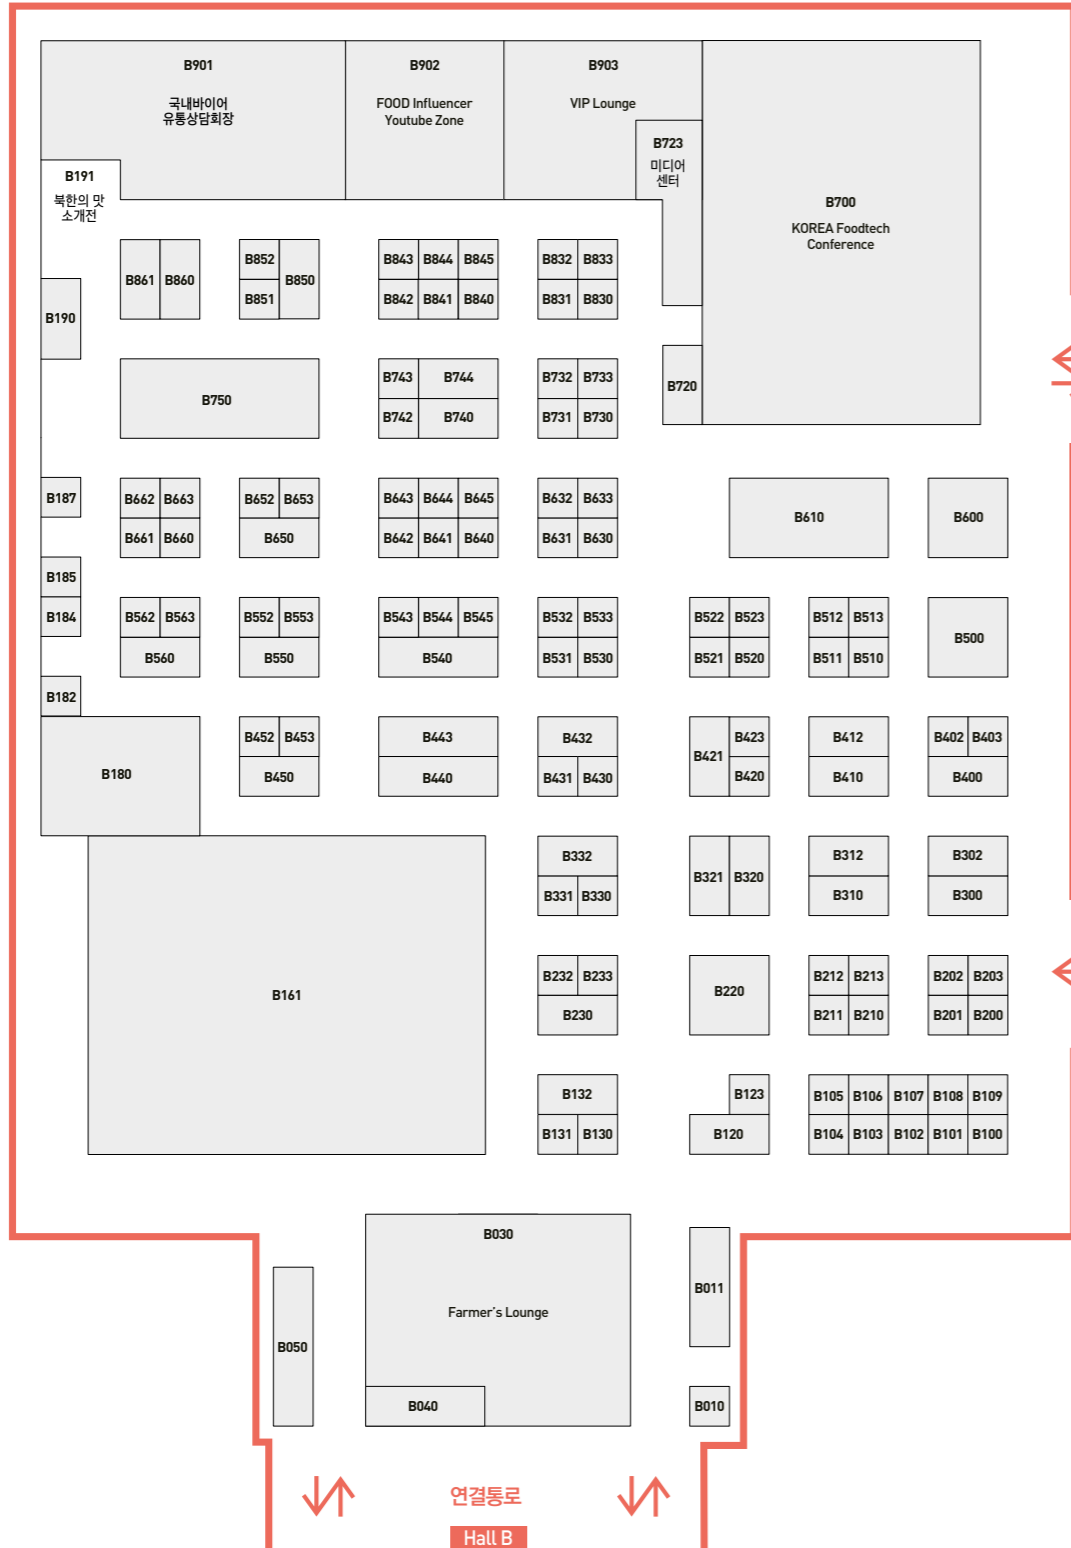 B901
국내바이어
유통상담회장
B902
FOOD Influencer
Youtube Zone
B903
VIP Lounge
B723
미디어
센터
B700
KOREA Foodtech
Conference
B191
북한의 맛
소개전
B190
B861 B860
B852
B851
B850
B843 B844 B845
B842 B841 B840
B832 B833
B831 B830
B750
B743 B744
B742 B740
B732 B733
B731 B730
B720
B187
B662 B663
B661 B660
B652 B653
B650
B643 B644 B645
B642 B641 B640
B632 B633
B631 B630
B610
B600
B185
B184
B562 B563
B560
B552 B553
B550
B543 B544 B545
B540
B532 B533
B531 B530
B522 B523
B521 B520
B512 B513
B511 B510
B500
B182
B180
B452 B453
B450
B443
B440
B432
B431 B430
B421
B423
B420
B412
B410
B402 B403
B400
B161
B332
B331 B330
B321 B320
B312
B310
B302
B300
B232 B233
B230
B220
B212 B213
B211 B210
B202 B203
B201 B200
B132
B131 B130
B123
B120
B105 B106 B107 B108 B109
B104 B103 B102 B101 B100
B030
Farmer's Lounge
B040
B050
B011
B010
연결통로
Hall B